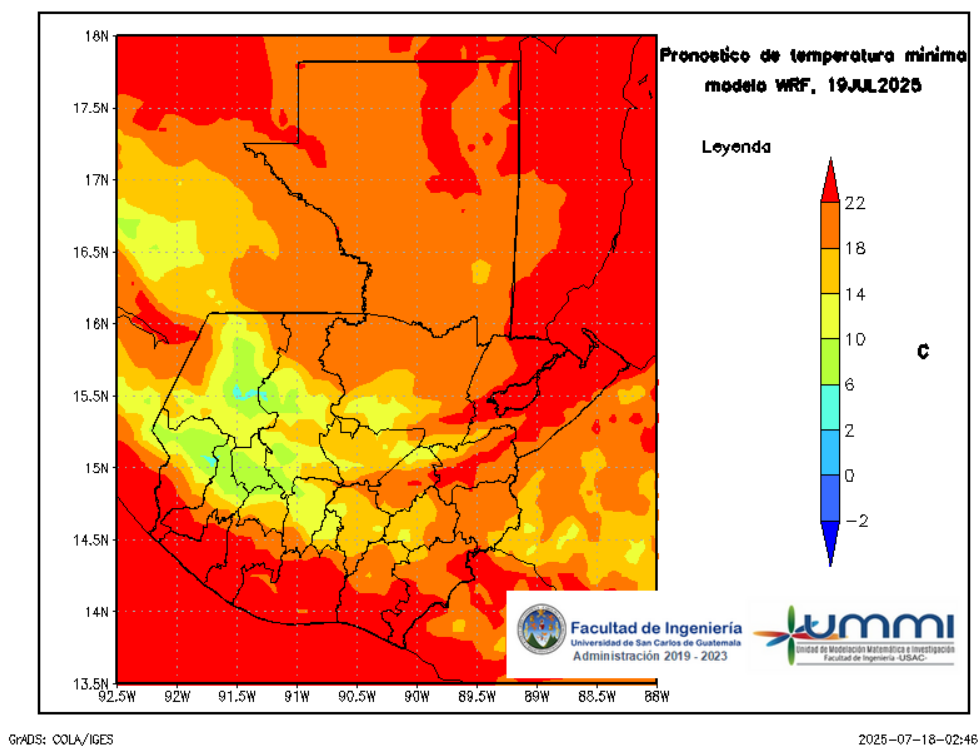 Pronostico de temperatura minima
modelo WRF, 19JUL2025
Leyenda
22
18
14
10
6
2
0
−2
C
18N
17.5N
17N
16.5N
16N
15.5N
15N
14.5N
14N
13.5N
92.5W 92W 91.5W 91W 90.5W 90W 89.5W 89W 88.5W 88W
Facultad de Ingeniería
Universidad de San Carlos de Guatemala
Administración 2019 - 2023
ummi
Unidad de Modelación Matemática e Investigación
Facultad de Ingeniería -USAC-
GrADS: COLA/IGES
2025-07-18-02:46